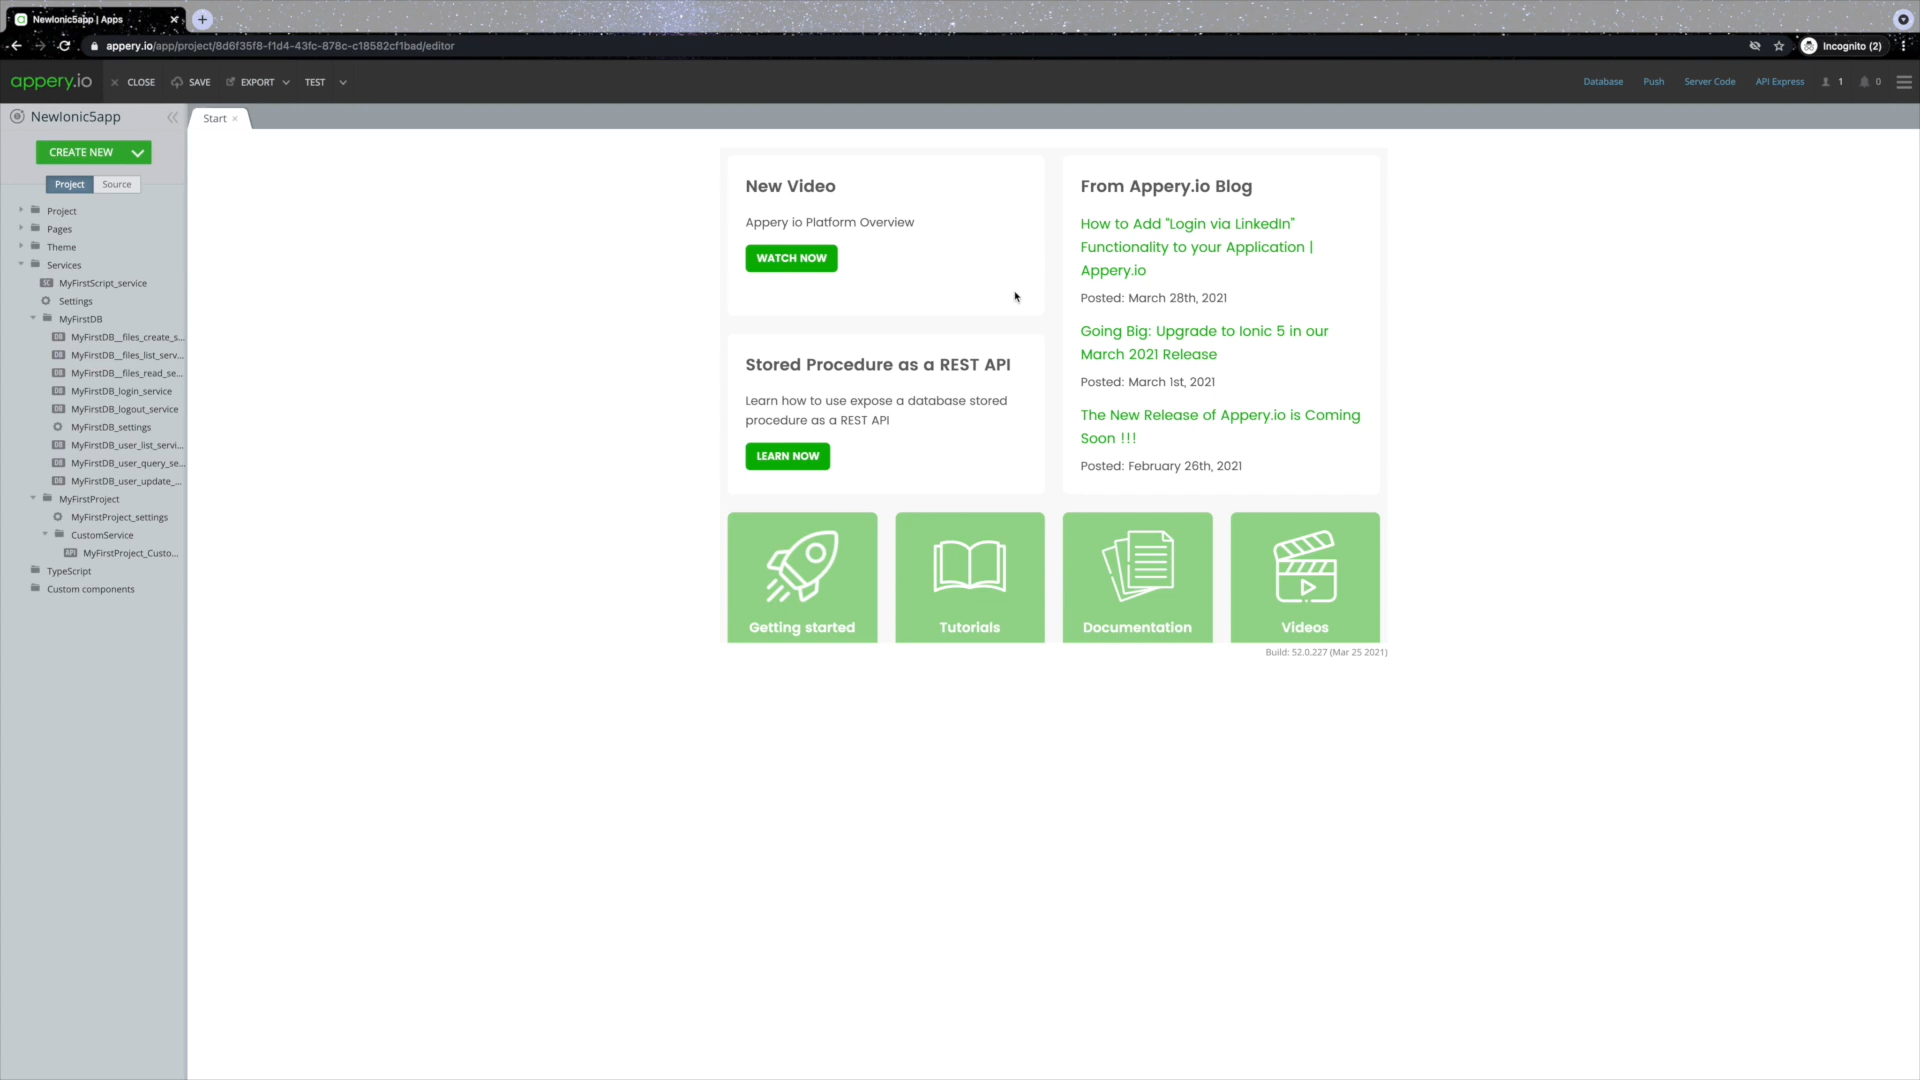 NewIonic5app | Apps
appery.io/app/project/8d6f35f8-f1d4-43fc-878c-c18582cf1bad/editor
Incognito (2)
appery.io
CLOSE
SAVE
EXPORT
TEST
Database
Push
Server Code
API Express
1
0
NewIonic5app
Start
CREATE NEW
Project
Source
Project
Pages
Theme
Services
MyFirstScript_service
Settings
MyFirstDB
MyFirstDB__files_create_s...
MyFirstDB__files_list_serv...
MyFirstDB__files_read_se...
MyFirstDB_login_service
MyFirstDB_logout_service
MyFirstDB_settings
MyFirstDB_user_list_servi...
MyFirstDB_user_query_se...
MyFirstDB_user_update_...
MyFirstProject
MyFirstProject_settings
CustomService
MyFirstProject_Custo...
TypeScript
Custom components
New Video
Appery io Platform Overview
WATCH NOW
Stored Procedure as a REST API
Learn how to use expose a database stored
procedure as a REST API
LEARN NOW
From Appery.io Blog
How to Add "Login via LinkedIn"
Functionality to your Application |
Appery.io
Posted: March 28th, 2021
Going Big: Upgrade to Ionic 5 in our
March 2021 Release
Posted: March 1st, 2021
The New Release of Appery.io is Coming
Soon !!!
Posted: February 26th, 2021
Getting started
Tutorials
Documentation
Videos
Build: 52.0.227 (Mar 25 2021)